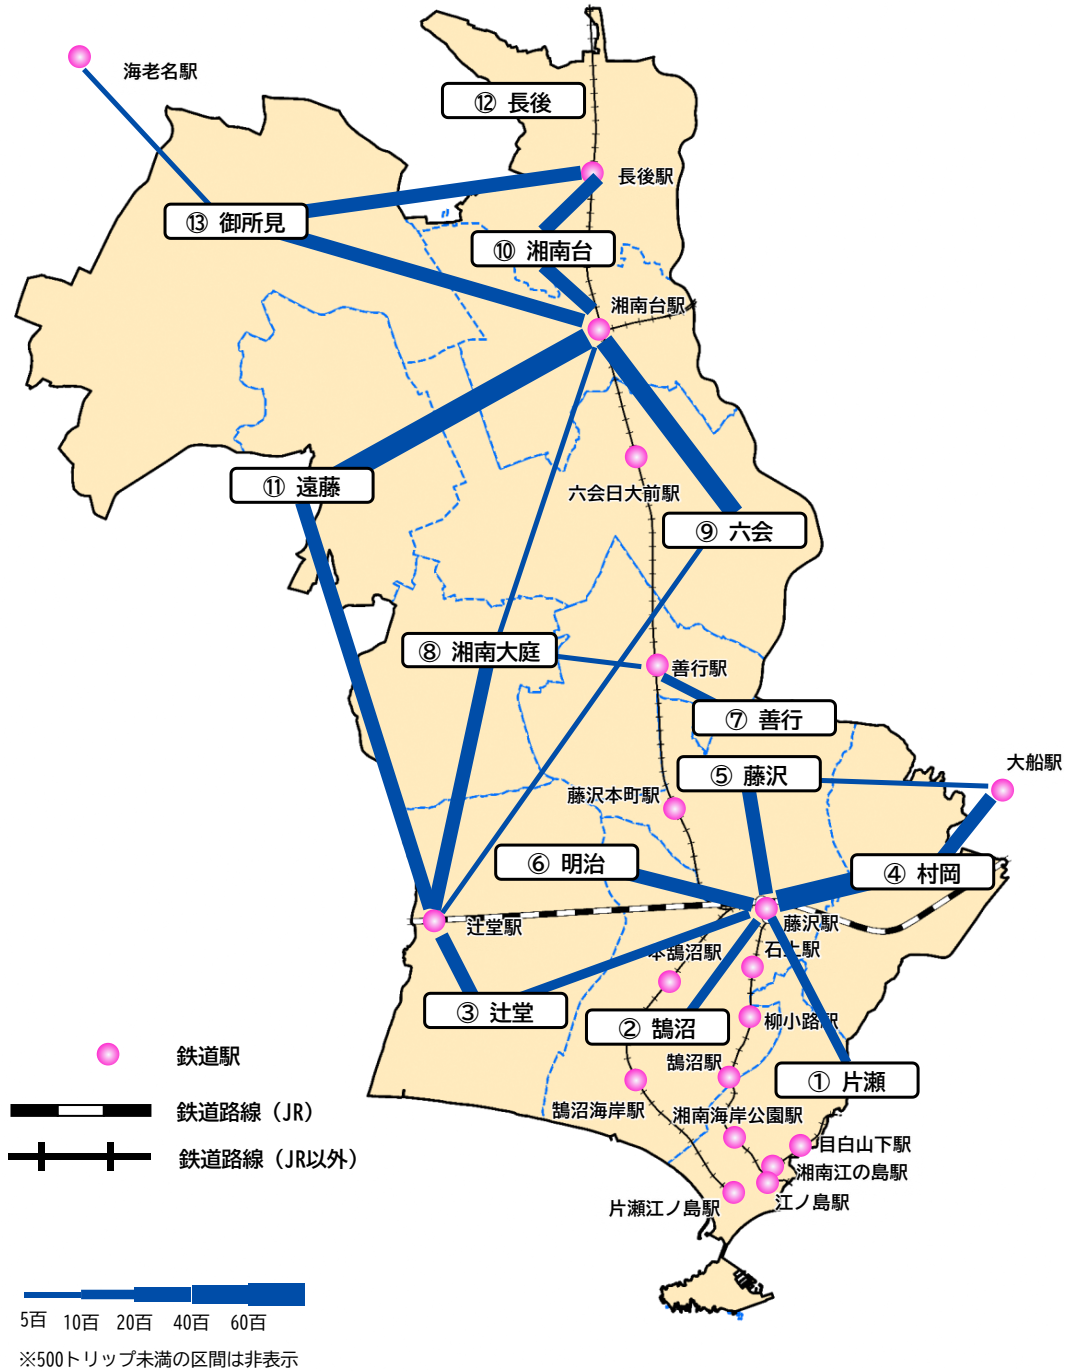 海老名駅
⑫ 長後
長後駅
⑬ 御所見
⑩ 湘南台
湘南台駅
⑪ 遠藤
六会日大前駅
⑨ 六会
⑧ 湘南大庭
善行駅
⑦ 善行
大船駅
⑤ 藤沢
藤沢本町駅
⑥ 明治
④ 村岡
辻堂駅
藤沢駅
本鵠沼駅
石上駅
③ 辻堂
② 鵠沼
柳小路駅
鵠沼駅
① 片瀬
鵠沼海岸駅
湘南海岸公園駅
目白山下駅
湘南江の島駅
江ノ島駅
片瀬江ノ島駅
鉄道駅
鉄道路線（JR）
鉄道路線（JR以外）
5百 10百 20百 40百 60百
※500トリップ未満の区間は非表示